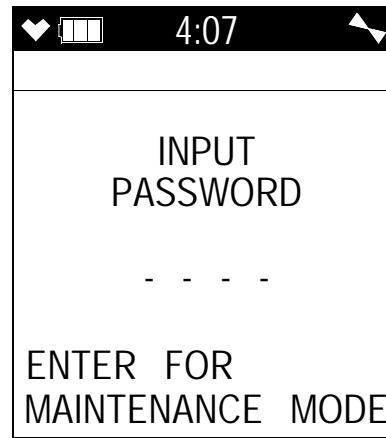 4:07
INPUT
PASSWORD
- - - -
ENTER FOR
MAINTENANCE MODE